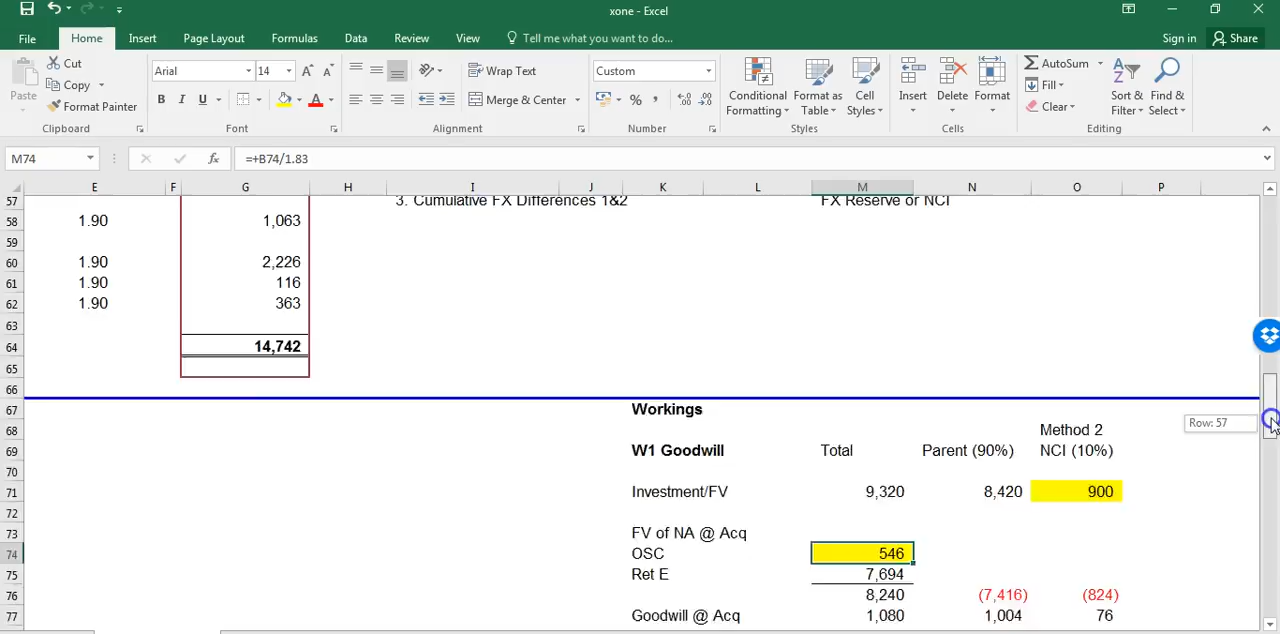 xone - Excel
File Home Insert Page Layout Formulas Data Review View Tell me what you want to do... Sign in Share
Cut
Copy
Format Painter
Paste
Clipboard
Arial 14
B I U A
Font
Wrap Text
Merge & Center
Alignment
Custom
%
Number
Conditional Formatting
Format as Table
Cell Styles
Styles
Insert Delete Format
Cells
AutoSum
Fill
Clear
Sort & Filter
Find & Select
Editing
M74 fx =+B74/1.83
E F G H I J K L M N O P
57 3. Cumulative FX Differences 1&2 FX Reserve or NCI
58 1.90 1,063
59
60 1.90 2,226
61 1.90 116
62 1.90 363
63
64 14,742
65
66
67 Workings
68 Method 2
69 W1 Goodwill Total Parent (90%) NCI (10%)
70
71 Investment/FV 9,320 8,420 900
72
73 FV of NA @ Acq
74 OSC 546
75 Ret E 7,694
76 8,240 (7,416) (824)
77 Goodwill @ Acq 1,080 1,004 76
Row: 57